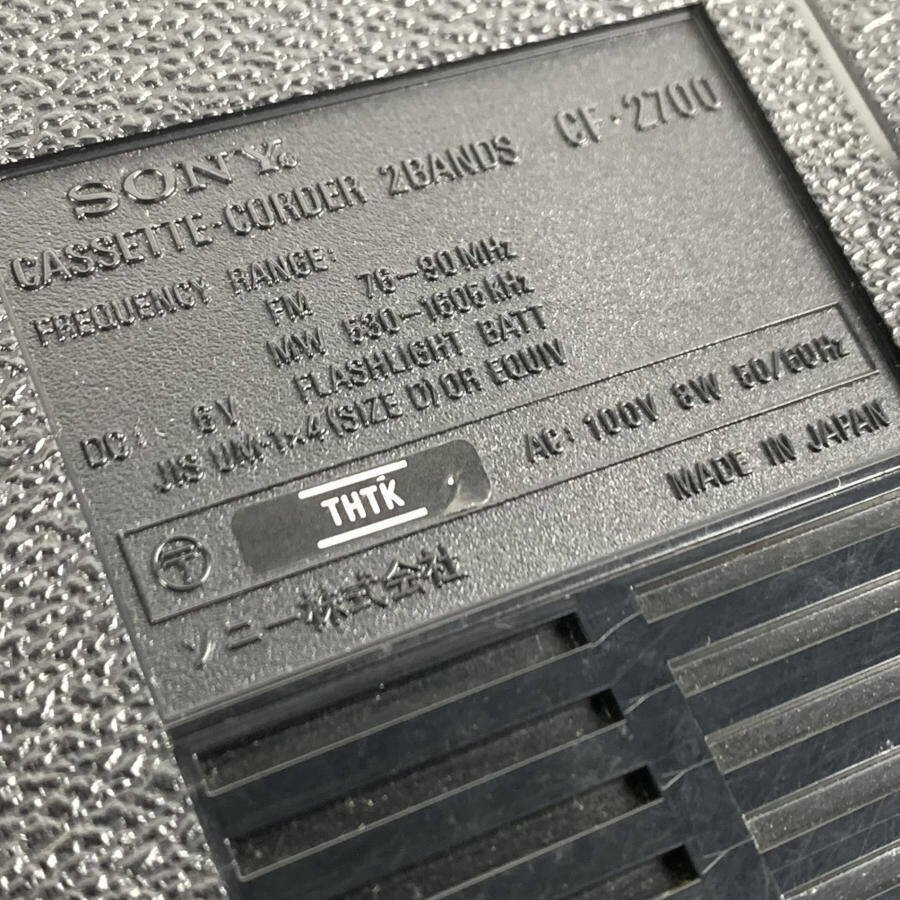 SONY®
CASSETTE-CORDER 2BANDS CF-2700
FREQUENCY RANGE:
FM 76–90MHz
MW 530–1605kHz
DC: 6V FLASHLIGHT BATT
JIS UM-1×4 (SIZE D) OR EQUIV
THTK AC: 100V 8W 50/60Hz
ソニー株式会社 MADE IN JAPAN